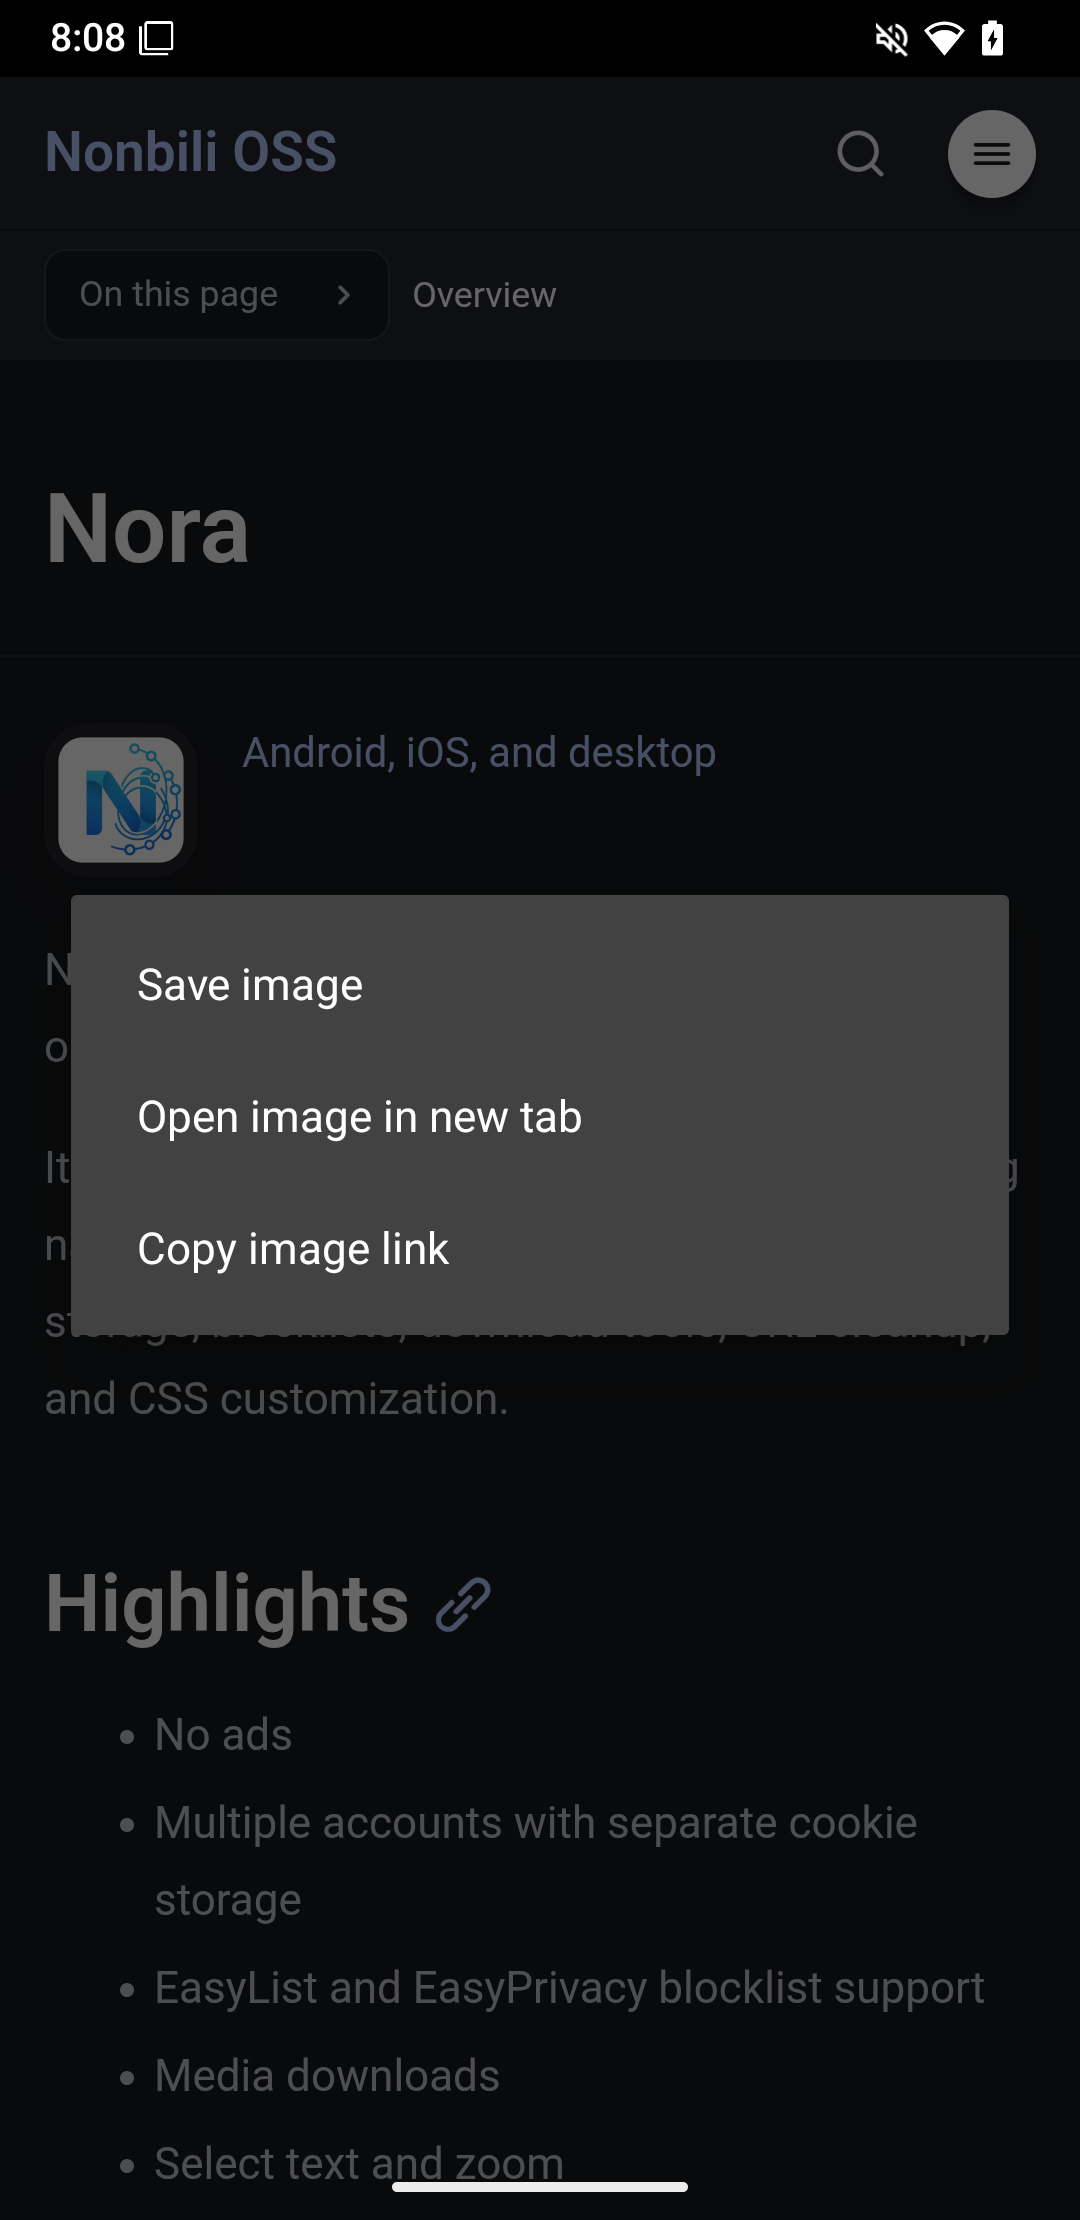 8:08
Nonbili OSS
On this page
Overview
Nora
Android, iOS, and desktop
Save image
Open image in new tab
Copy image link
and CSS customization.
Highlights
No ads
Multiple accounts with separate cookie
storage
EasyList and EasyPrivacy blocklist support
Media downloads
Select text and zoom